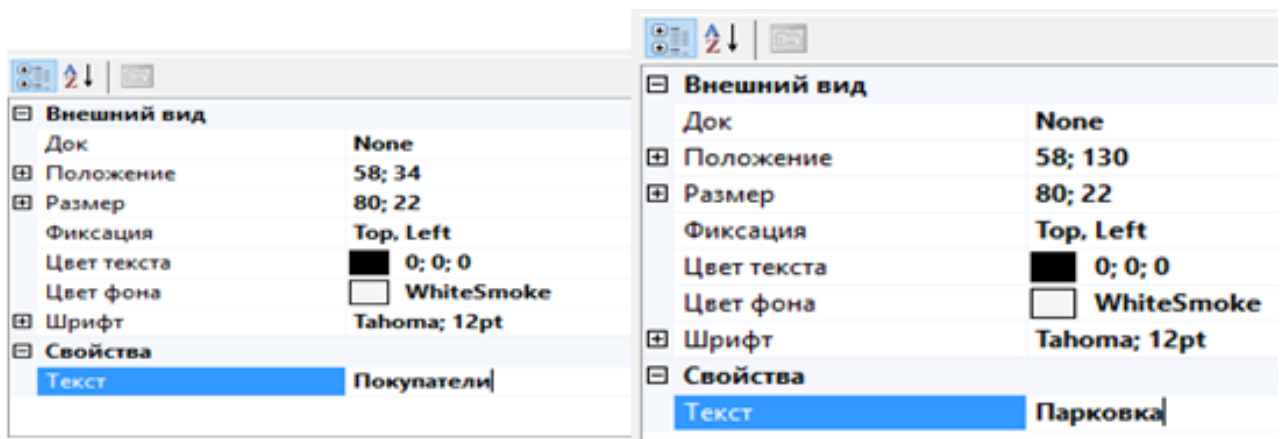 Внешний вид
Док None
Положение 58; 34
Размер 80; 22
Фиксация Top, Left
Цвет текста 0; 0; 0
Цвет фона WhiteSmoke
Шрифт Tahoma; 12pt
Свойства
Текст Покупатели
Внешний вид
Док None
Положение 58; 130
Размер 80; 22
Фиксация Top, Left
Цвет текста 0; 0; 0
Цвет фона WhiteSmoke
Шрифт Tahoma; 12pt
Свойства
Текст Парковка